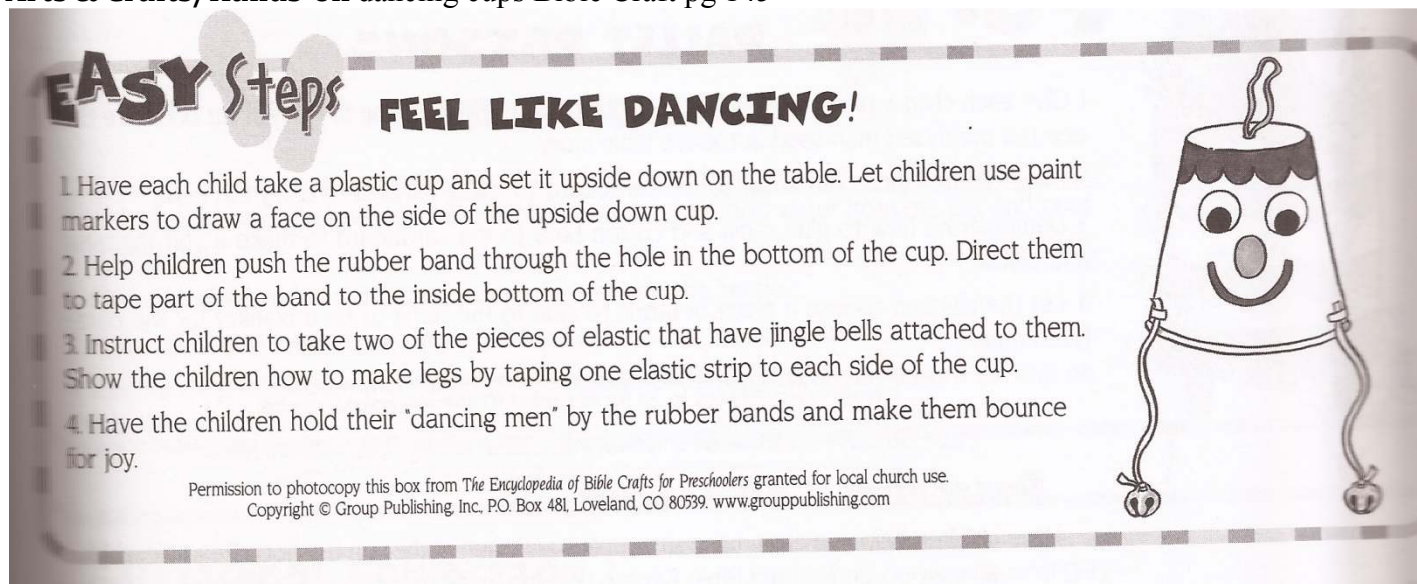 EASY Steps
FEEL LIKE DANCING!
1. Have each child take a plastic cup and set it upside down on the table. Let children use paint
markers to draw a face on the side of the upside down cup.
2. Help children push the rubber band through the hole in the bottom of the cup. Direct them
to tape part of the band to the inside bottom of the cup.
3. Instruct children to take two of the pieces of elastic that have jingle bells attached to them.
Show the children how to make legs by taping one elastic strip to each side of the cup.
4. Have the children hold their "dancing men" by the rubber bands and make them bounce
for joy.
Permission to photocopy this box from The Encyclopedia of Bible Crafts for Preschoolers granted for local church use.
Copyright © Group Publishing, Inc., P.O. Box 481, Loveland, CO 80539. www.grouppublishing.com